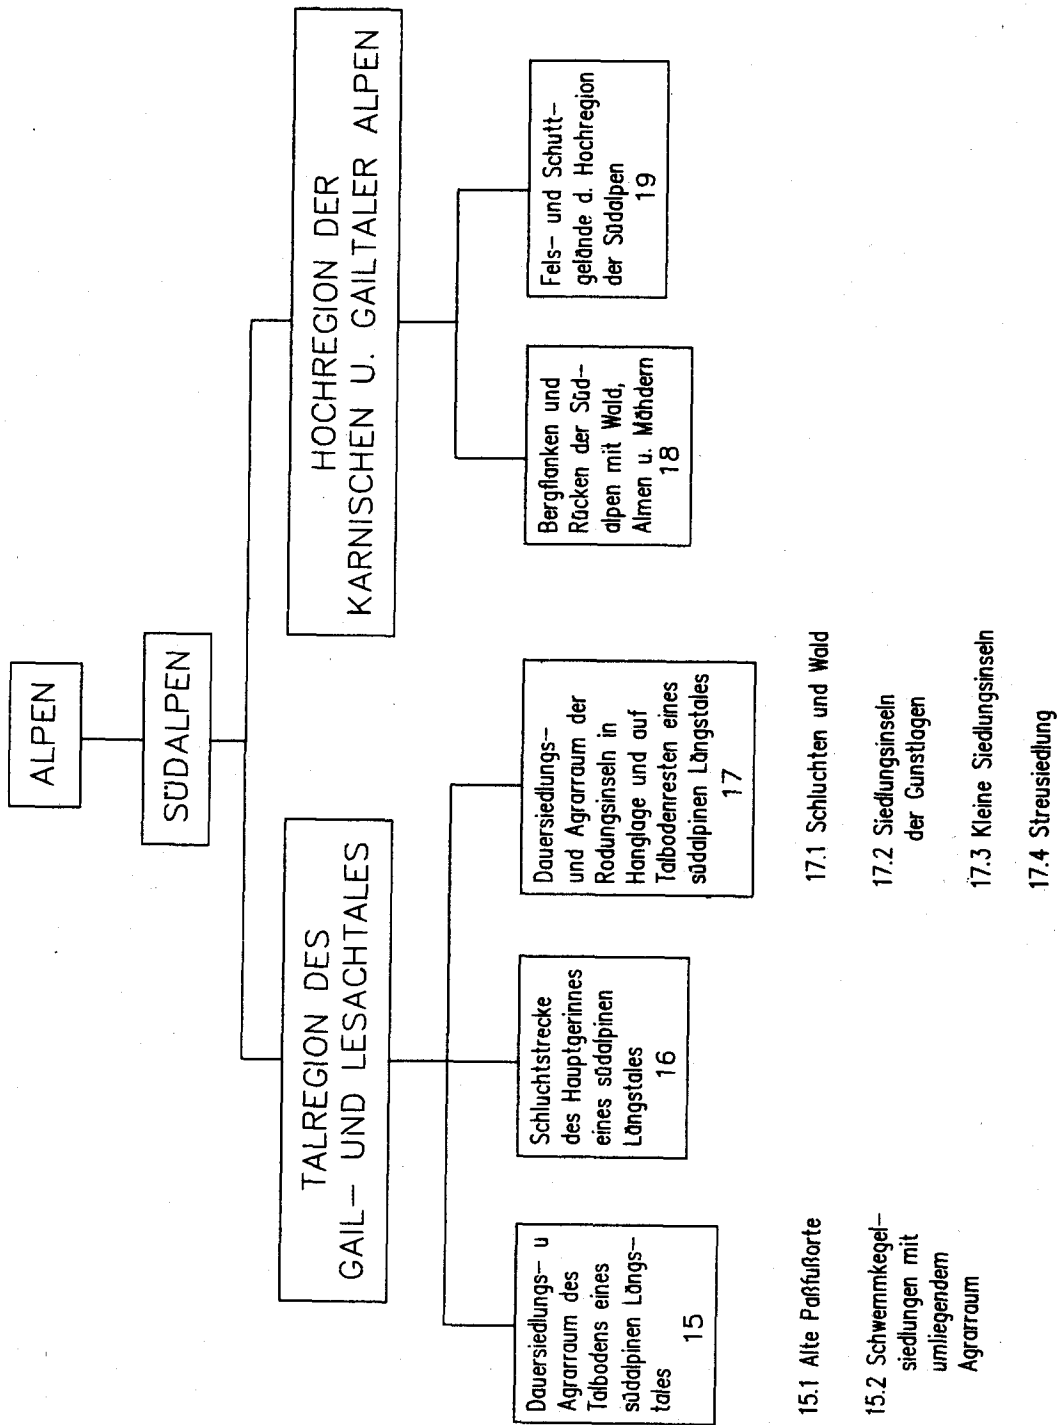 ALPEN
SÜDALPEN
TALREGION DES
GAIL– UND LESACHTALES
HOCHREGION DER
KARNISCHEN U. GAILTALER ALPEN
Dauersiedlungs– u
Agrarraum des
Talbodens eines
südalpinen Längs–
tales
15
Schluchtstrecke
des Hauptgerinnes
eines südalpinen
Längstales
16
Dauersiedlungs–
und Agrarraum der
Rodungsinseln in
Hanglage und auf
Talbodenresten eines
südalpinen Längstales
17
Bergflanken und
Rücken der Süd–
alpen mit Wald,
Almen u. Mähdern
18
Fels– und Schutt–
gelände d. Hochregion
der Südalpen
19
15.1 Alte Paßfußorte
15.2 Schwemmkegel–
siedlungen mit
umliegendem
Agrarraum
17.1 Schluchten und Wald
17.2 Siedlungsinseln
der Gunstlagen
17.3 Kleine Siedlungsinseln
17.4 Streusiedlung